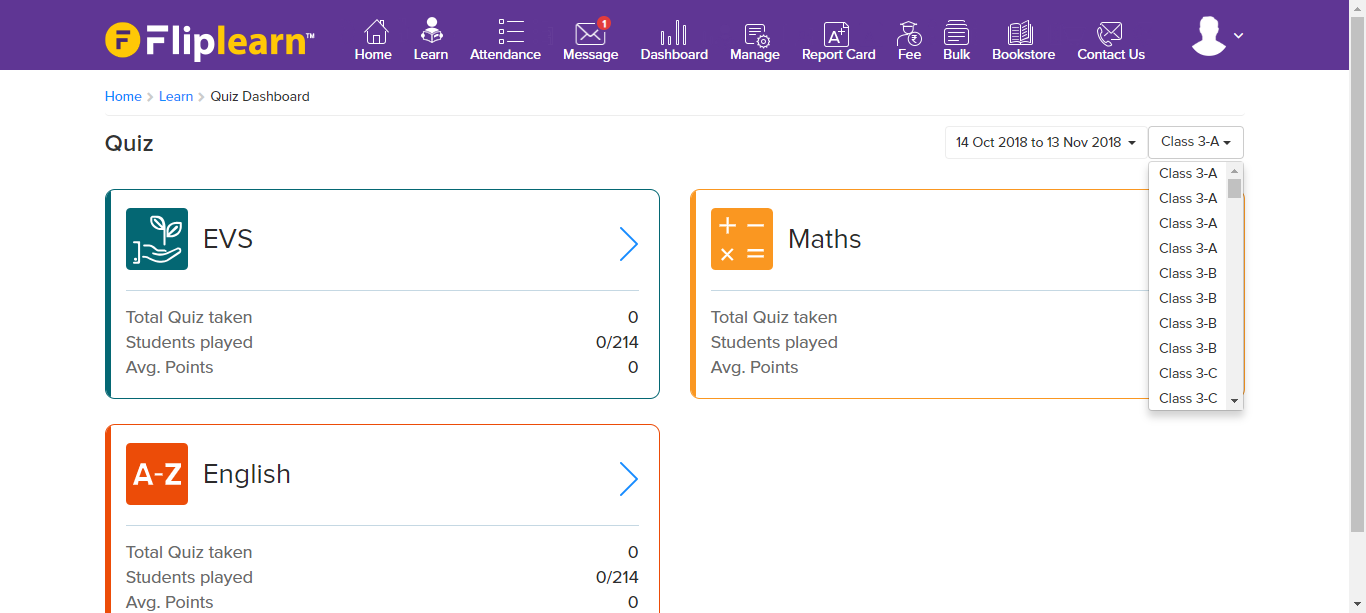 Fliplearn™
1
Home Learn Attendance Message Dashboard Manage Report Card Fee Bulk Bookstore Contact Us
Home > Learn > Quiz Dashboard
Quiz
14 Oct 2018 to 13 Nov 2018
Class 3-A
Class 3-A
Class 3-A
Class 3-A
Class 3-A
Class 3-B
Class 3-B
Class 3-B
Class 3-B
Class 3-C
Class 3-C
EVS
Total Quiz taken 0
Students played 0/214
Avg. Points 0
Maths
Total Quiz taken
Students played
Avg. Points
A-Z
English
Total Quiz taken 0
Students played 0/214
Avg. Points 0